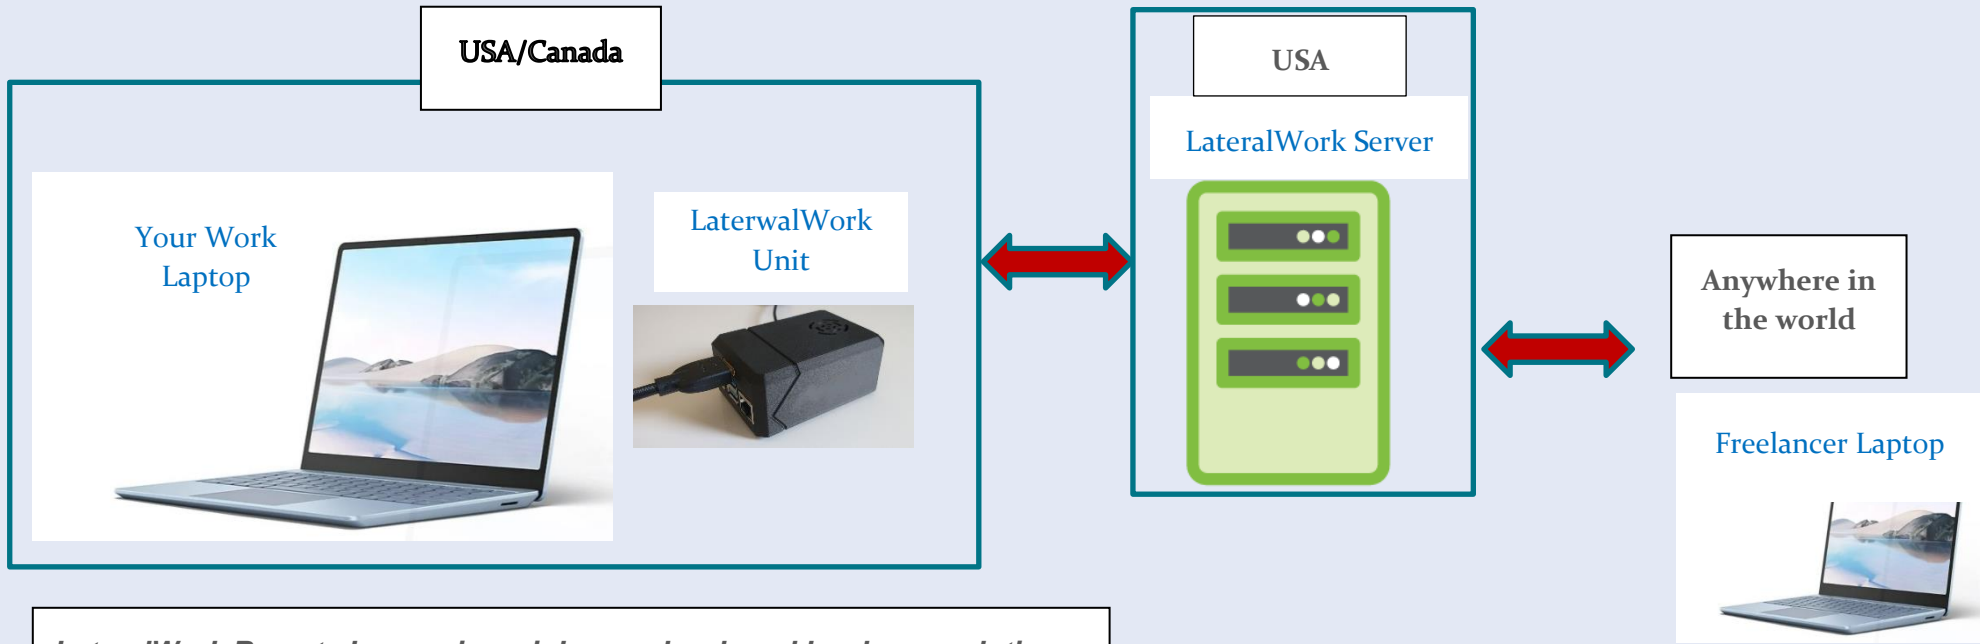 USA/Canada
USA
LateralWork Server
Your Work
Laptop
LaterwalWork
Unit
Anywhere in
the world
Freelancer Laptop